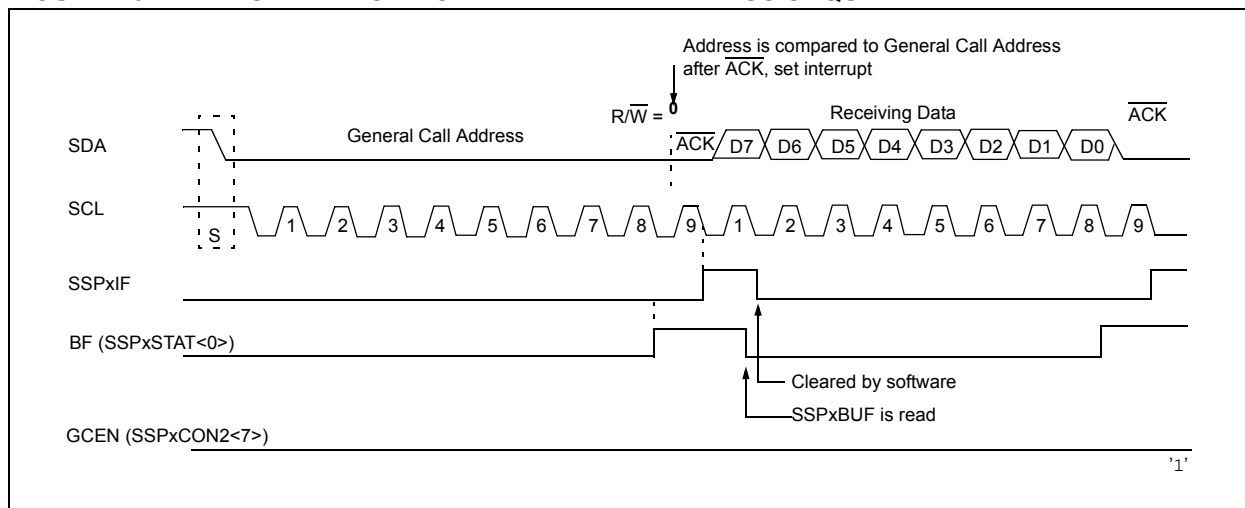 Address is compared to General Call Address
after ACK, set interrupt
R/W = 0
General Call Address
Receiving Data
ACK
SDA
ACK
D7 D6 D5 D4 D3 D2 D1 D0
SCL
S
1 2 3 4 5 6 7 8 9 1 2 3 4 5 6 7 8 9
SSPxIF
BF (SSPxSTAT<0>)
Cleared by software
SSPxBUF is read
GCEN (SSPxCON2<7>)
'1'